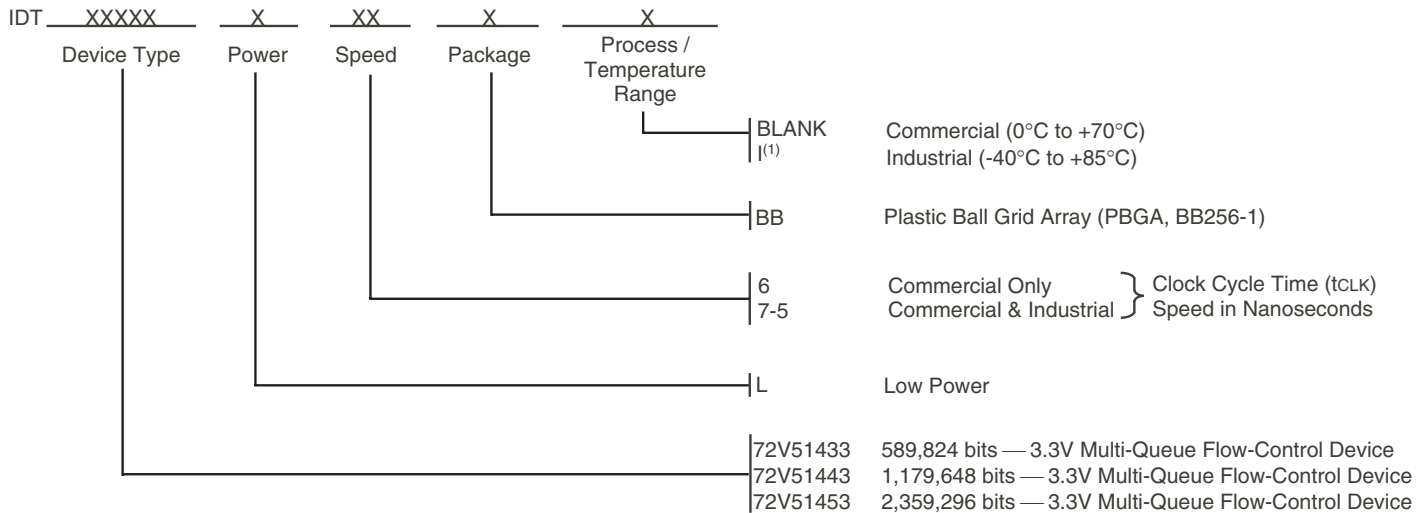 IDT XXXXX X XX X X
Device Type Power Speed Package Process / Temperature Range
BLANK Commercial (0°C to +70°C)
I(1) Industrial (-40°C to +85°C)
BB Plastic Ball Grid Array (PBGA, BB256-1)
6 Commercial Only
7-5 Commercial & Industrial
Clock Cycle Time (tCLK)
Speed in Nanoseconds
L Low Power
72V51433 589,824 bits — 3.3V Multi-Queue Flow-Control Device
72V51443 1,179,648 bits — 3.3V Multi-Queue Flow-Control Device
72V51453 2,359,296 bits — 3.3V Multi-Queue Flow-Control Device